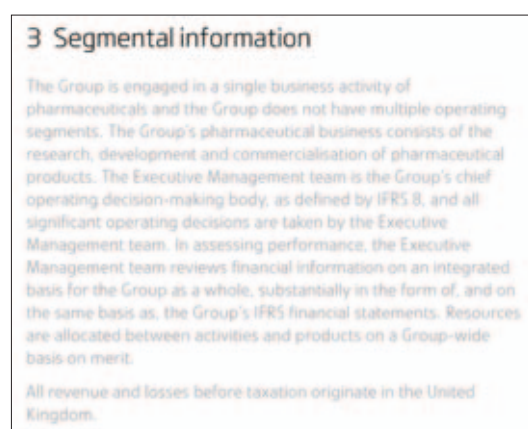 3 Segmental information
The Group is engaged in a single business activity of
pharmaceuticals and the Group does not have multiple operating
segments. The Group's pharmaceutical business consists of the
research, development and commercialisation of pharmaceutical
products. The Executive Management team is the Group's chief
operating decision-making body, as defined by IFRS 8, and all
significant operating decisions are taken by the Executive
Management team. In assessing performance, the Executive
Management team reviews financial information on an integrated
basis for the Group as a whole, substantially in the form of, and on
the same basis as, the Group's IFRS financial statements. Resources
are allocated between activities and products on a Group-wide
basis on merit.
All revenue and losses before taxation originate in the United
Kingdom.